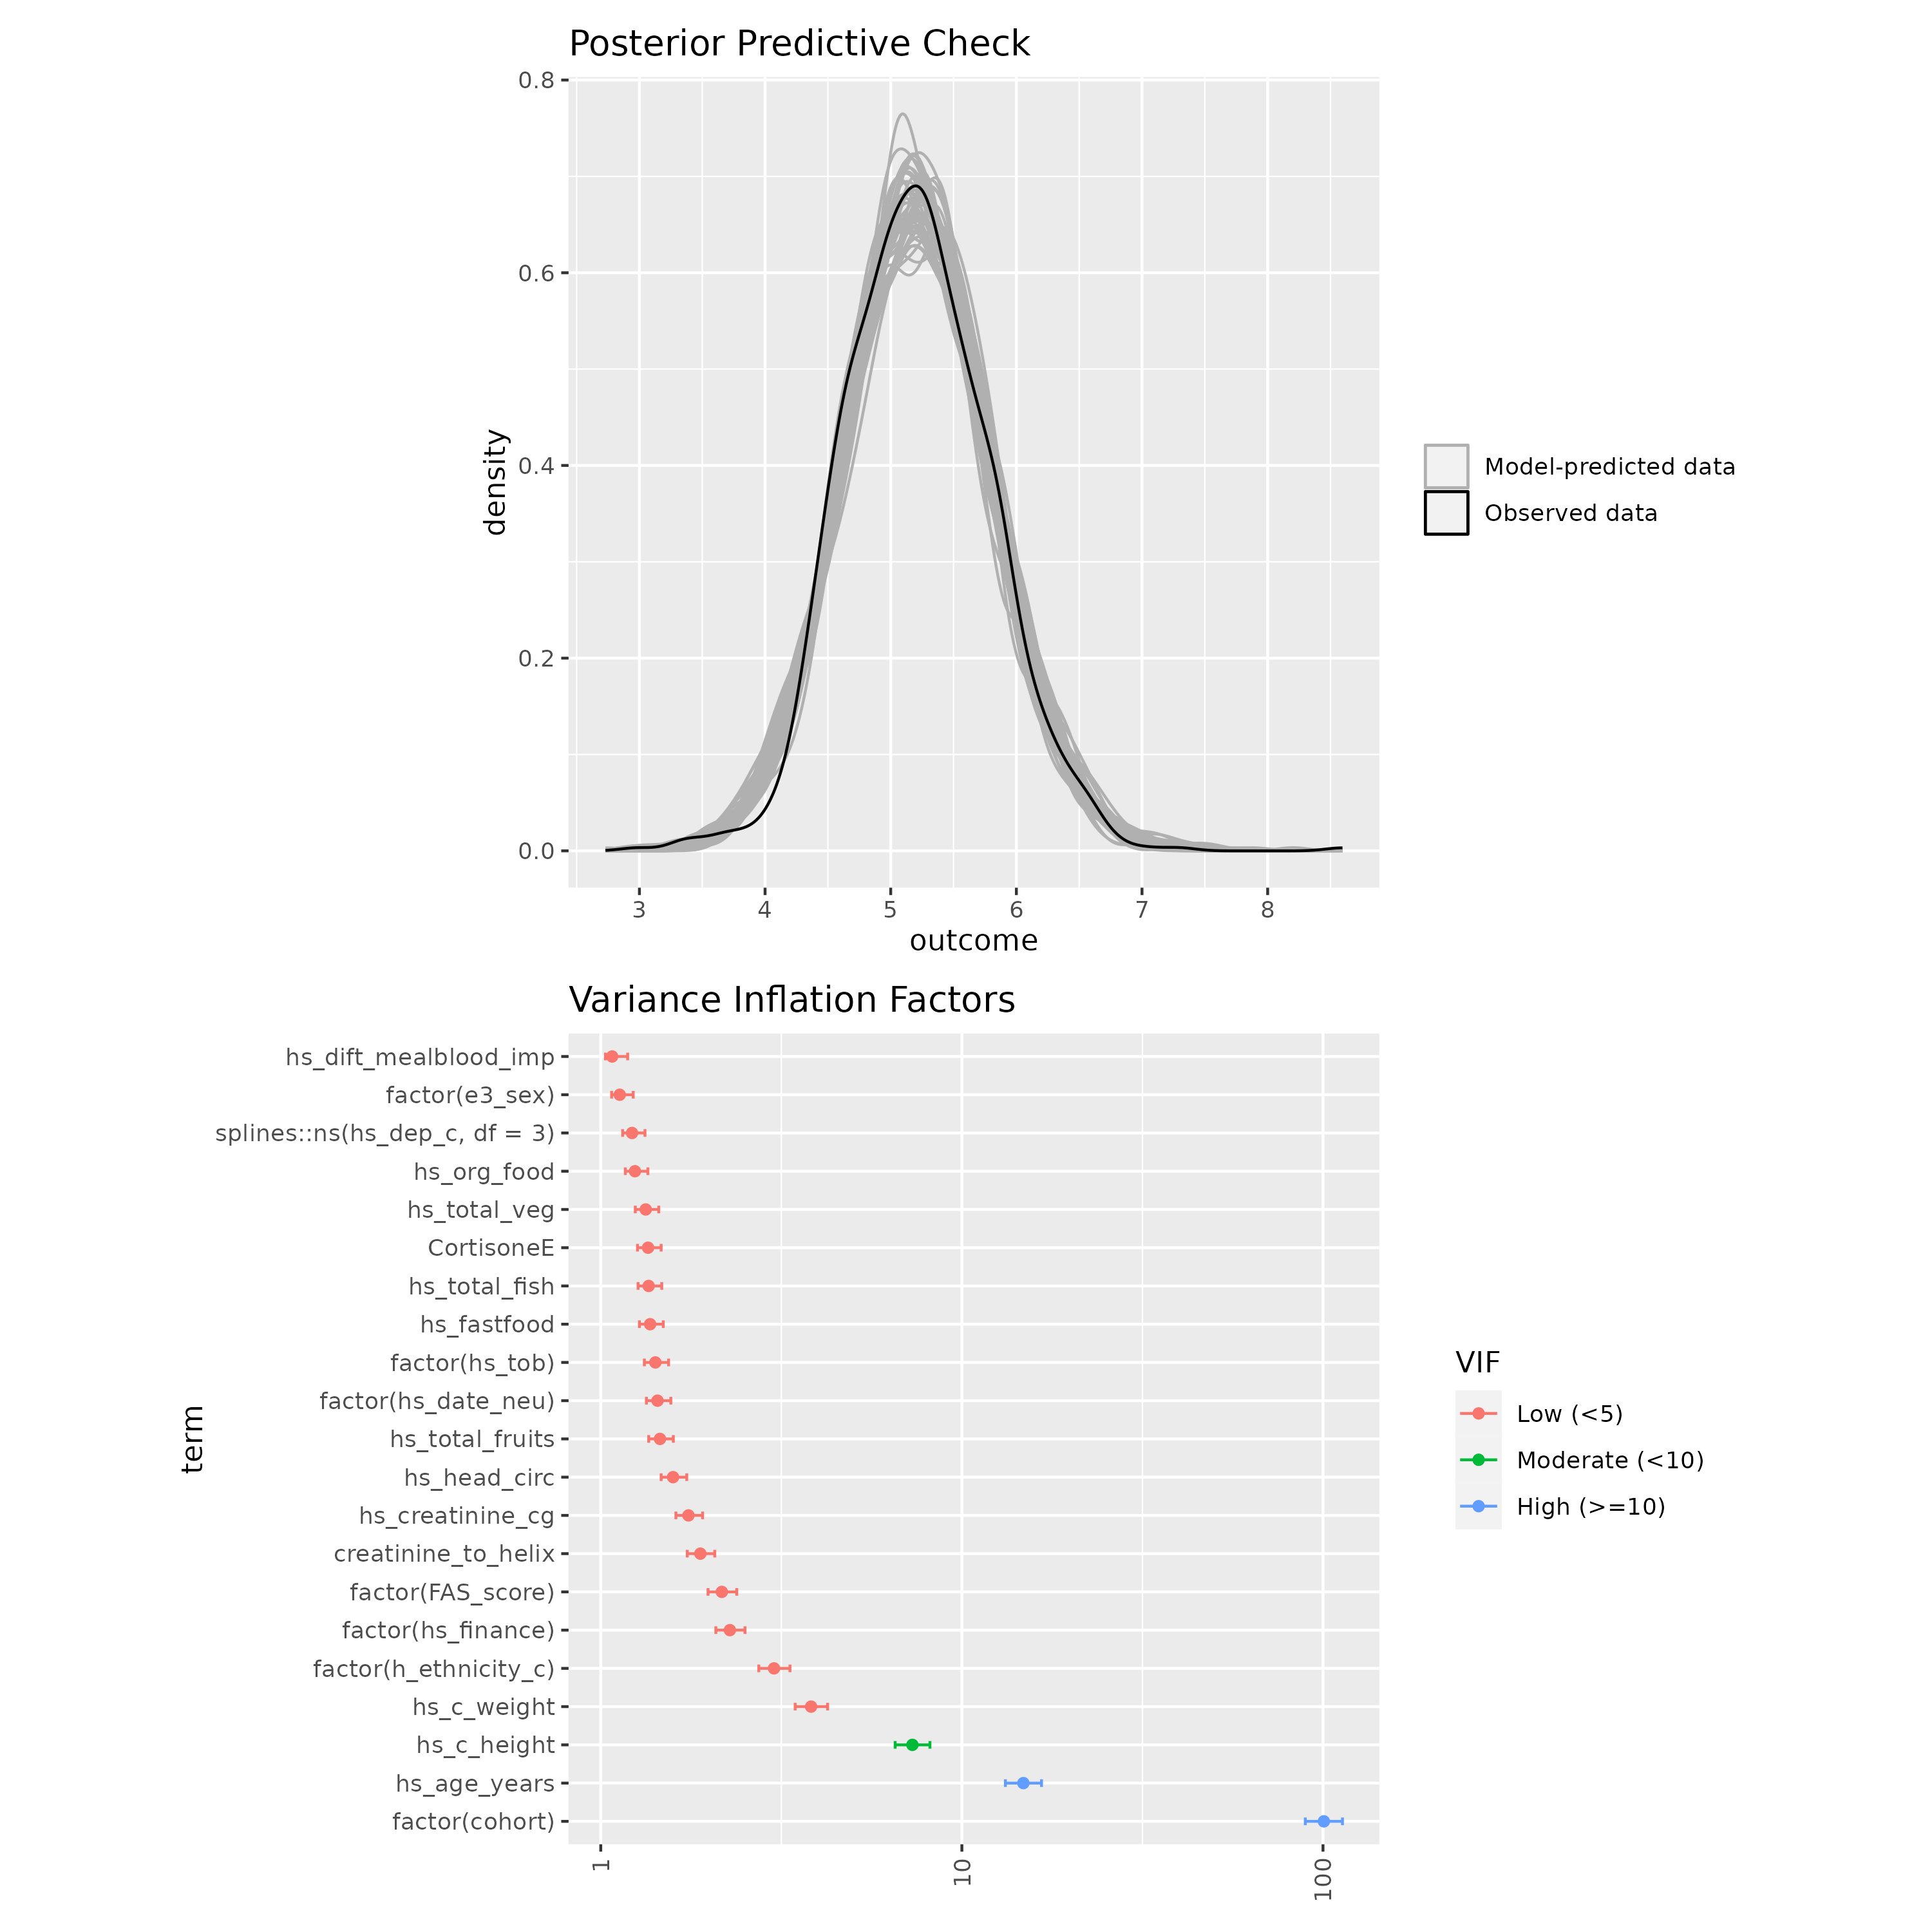 Posterior Predictive Check
0.8
0.6
0.4
0.2
0.0
density
3 4 5 6 7 8
outcome
Model-predicted data
Observed data
Variance Inflation Factors
hs_dift_mealblood_imp
factor(e3_sex)
splines::ns(hs_dep_c, df = 3)
hs_org_food
hs_total_veg
CortisoneE
hs_total_fish
hs_fastfood
factor(hs_tob)
factor(hs_date_neu)
hs_total_fruits
hs_head_circ
hs_creatinine_cg
creatinine_to_helix
factor(FAS_score)
factor(hs_finance)
factor(h_ethnicity_c)
hs_c_weight
hs_c_height
hs_age_years
factor(cohort)
term
1 10 100
VIF
Low (<5)
Moderate (<10)
High (>=10)